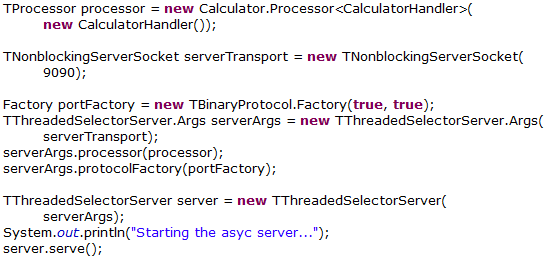 TProcessor processor = new Calculator.Processor<CalculatorHandler>(
new CalculatorHandler());
TNonblockingServerSocket serverTransport = new TNonblockingServerSocket(
9090);
Factory portFactory = new TBinaryProtocol.Factory(true, true);
TThreadedSelectorServer.Args serverArgs = new TThreadedSelectorServer.Args(
serverTransport);
serverArgs.processor(processor);
serverArgs.protocolFactory(portFactory);
TThreadedSelectorServer server = new TThreadedSelectorServer(
serverArgs);
System.out.println("Starting the asyc server...");
server.serve();